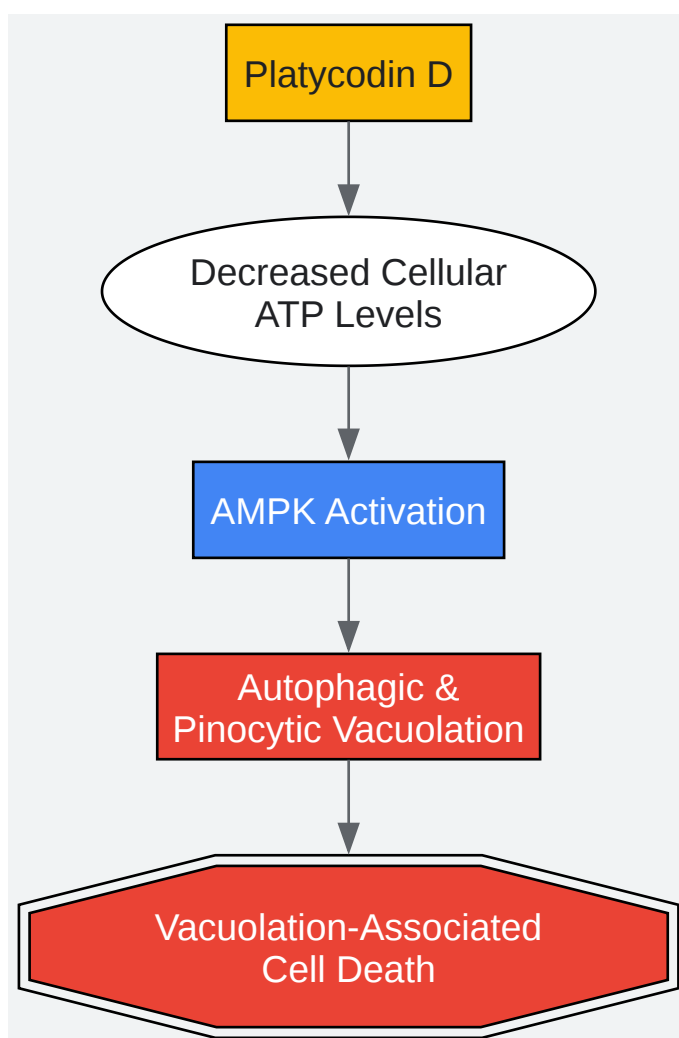 Platycodin D
Decreased Cellular
ATP Levels
AMPK Activation
Autophagic &
Pinocytic Vacuolation
Vacuolation-Associated
Cell Death